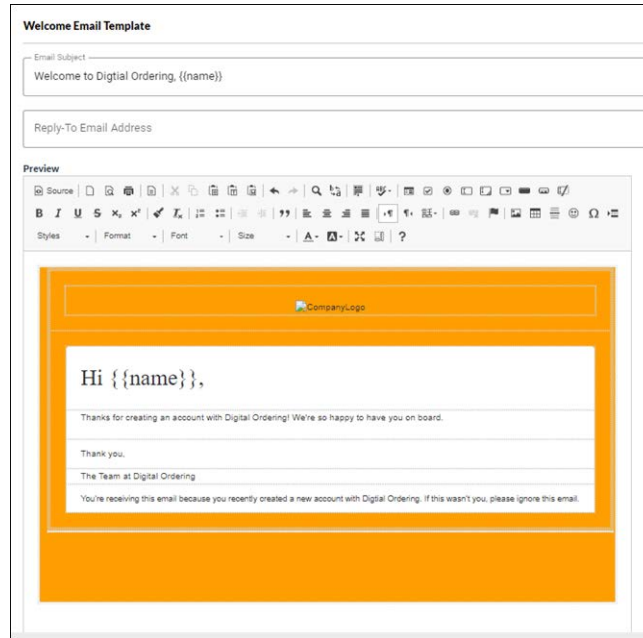 Welcome Email Template
Email Subject
Welcome to Digtial Ordering, {{name}}
Reply-To Email Address
Preview
Source
B I U S x₂ x² Iₓ
Styles Format Font Size A A ?
CompanyLogo
Hi {{name}},
Thanks for creating an account with Digital Ordering! We're so happy to have you on board.
Thank you,
The Team at Digital Ordering
You're receiving this email because you recently created a new account with Digtial Ordering. If this wasn't you, please ignore this email.